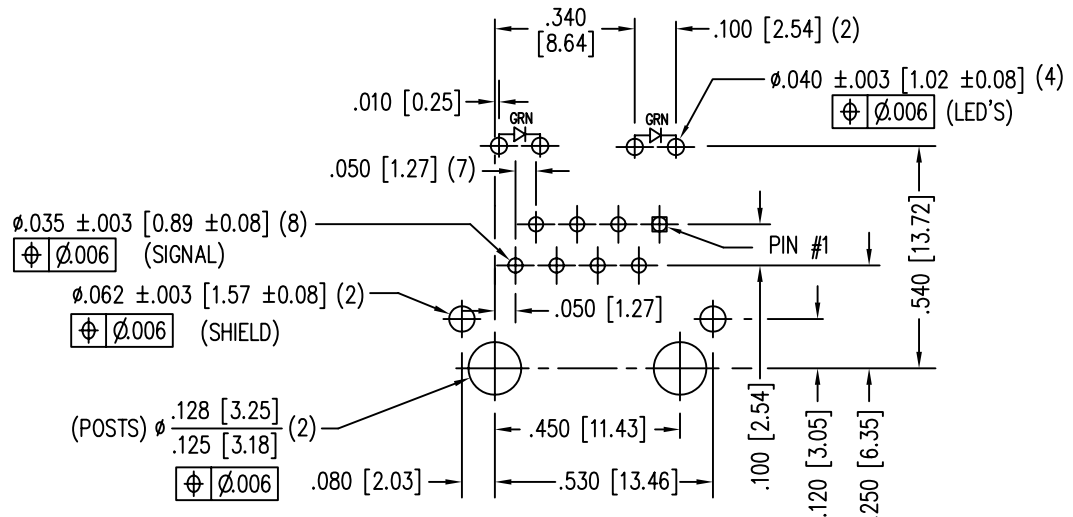 .340
[8.64]
.100 [2.54] (2)
ø.040 ±.003 [1.02 ±0.08] (4)
⌖ Ø.006 (LED'S)
.010 [0.25]
GRN
GRN
.050 [1.27] (7)
ø.035 ±.003 [0.89 ±0.08] (8)
⌖ Ø.006 (SIGNAL)
PIN #1
.540 [13.72]
ø.062 ±.003 [1.57 ±0.08] (2)
⌖ Ø.006 (SHIELD)
.050 [1.27]
(POSTS) ø .128 [3.25]
.125 [3.18] (2)
⌖ Ø.006
.450 [11.43]
.080 [2.03]
.530 [13.46]
.100 [2.54]
.120 [3.05]
.250 [6.35]